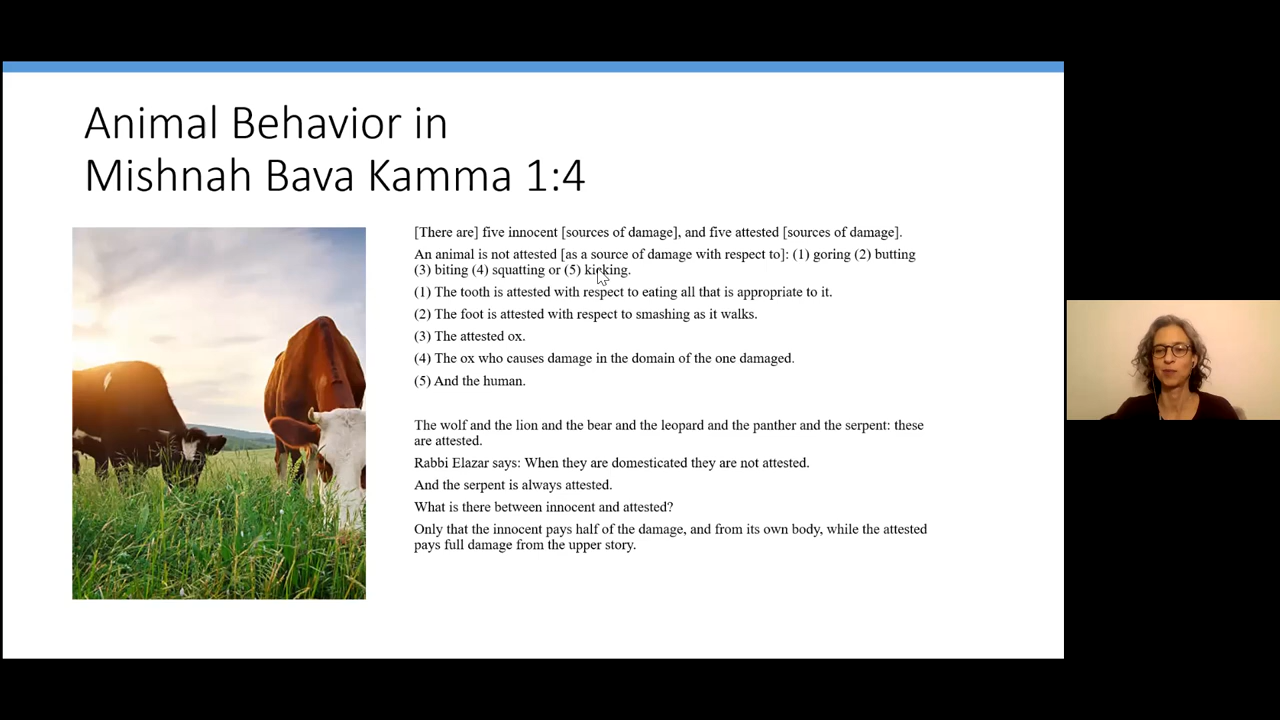 Animal Behavior in
Mishnah Bava Kamma 1:4
[There are] five innocent [sources of damage], and five attested [sources of damage].
An animal is not attested [as a source of damage with respect to]: (1) goring (2) butting
(3) biting (4) squatting or (5) kicking.
(1) The tooth is attested with respect to eating all that is appropriate to it.
(2) The foot is attested with respect to smashing as it walks.
(3) The attested ox.
(4) The ox who causes damage in the domain of the one damaged.
(5) And the human.
The wolf and the lion and the bear and the leopard and the panther and the serpent: these
are attested.
Rabbi Elazar says: When they are domesticated they are not attested.
And the serpent is always attested.
What is there between innocent and attested?
Only that the innocent pays half of the damage, and from its own body, while the attested
pays full damage from the upper story.